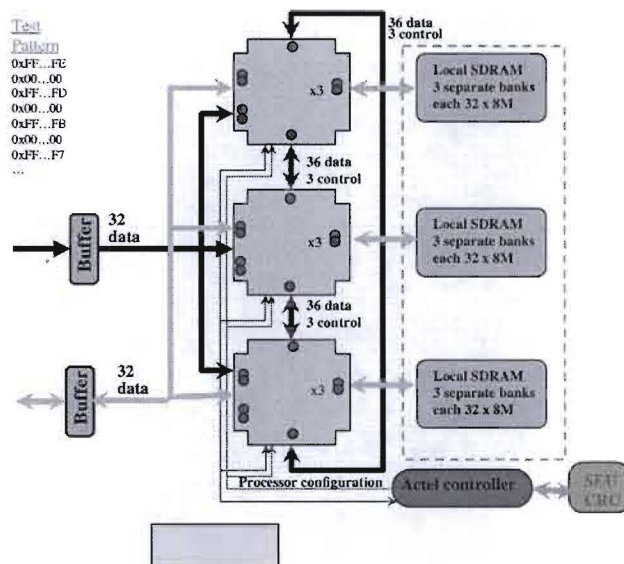 Test
Pattern
0xFF...FE
0x00...00
0xFF...FD
0x00...00
0xFF...FB
0x00...00
0xFF...F7
...
36 data
3 control
x3
Local SDRAM
3 separate banks
each 32 x 8M
36 data
3 control
Buffer
32
data
x3
Local SDRAM
3 separate banks
each 32 x 8M
36 data
3 control
Buffer
32
data
x3
Local SDRAM
3 separate banks
each 32 x 8M
Processor configuration
Actel controller
SEU
CRC